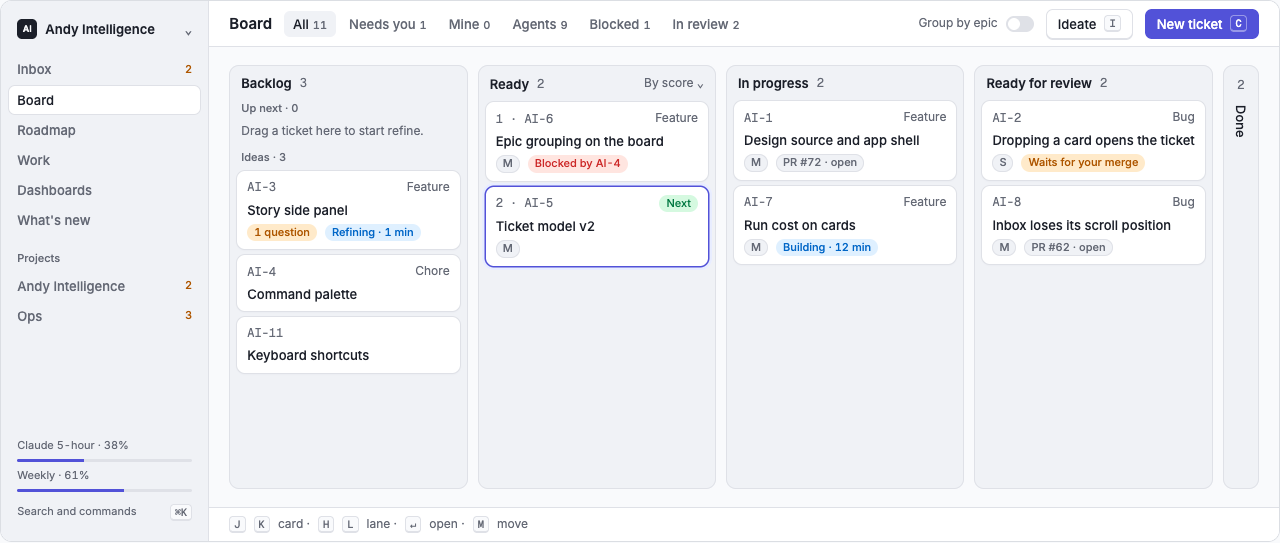 AI Andy Intelligence
Inbox 2
Board
Roadmap
Work
Dashboards
What's new
Projects
Andy Intelligence 2
Ops 3
Claude 5-hour · 38%
Weekly · 61%
Search and commands ⌘K
Board All 11 Needs you 1 Mine 0 Agents 9 Blocked 1 In review 2 Group by epic Ideate I New ticket C
Backlog 3
Up next · 0
Drag a ticket here to start refine.
Ideas · 3
AI-3 Feature
Story side panel
1 question Refining · 1 min
AI-4 Chore
Command palette
AI-11
Keyboard shortcuts
Ready 2 By score
1 · AI-6 Feature
Epic grouping on the board
M Blocked by AI-4
2 · AI-5 Next
Ticket model v2
M
In progress 2
AI-1 Feature
Design source and app shell
M PR #72 · open
AI-7 Feature
Run cost on cards
M Building · 12 min
Ready for review 2
AI-2 Bug
Dropping a card opens the ticket
S Waits for your merge
AI-8 Bug
Inbox loses its scroll position
M PR #62 · open
2
Done
J K card · H L lane · ↵ open · M move